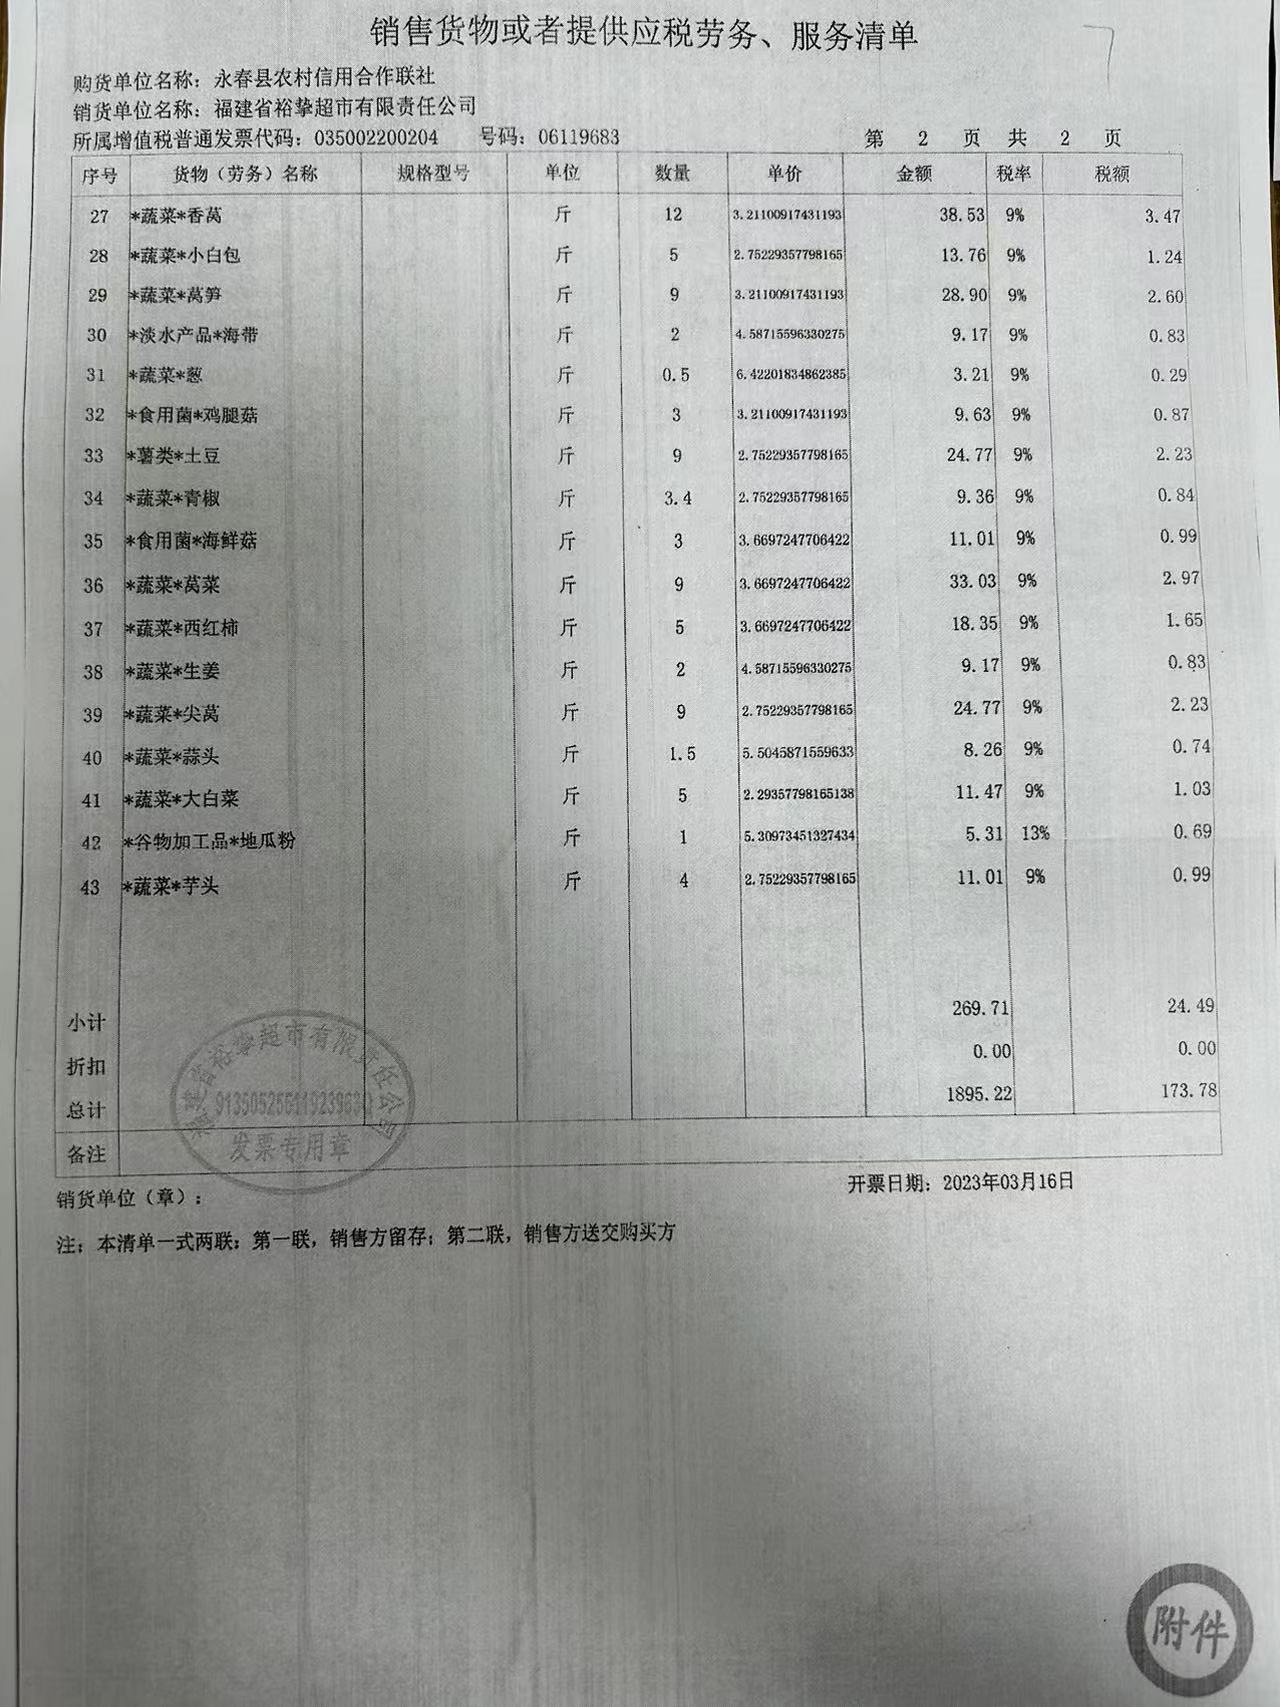 销售货物或者提供应税劳务、服务清单
购货单位名称：永春县农村信用合作联社
销货单位名称：福建省裕挚超市有限责任公司
所属增值税普通发票代码：035002200204 号码：06119683 第 2 页 共 2 页
序号 货物（劳务）名称 规格型号 单位 数量 单价 金额 税率 税额
27 *蔬菜*香莴 斤 12 3.21100917431193 38.53 9% 3.47
28 *蔬菜*小白包 斤 5 2.75229357798165 13.76 9% 1.24
29 *蔬菜*莴笋 斤 9 3.21100917431193 28.90 9% 2.60
30 *淡水产品*海带 斤 2 4.58715596330275 9.17 9% 0.83
31 *蔬菜*葱 斤 0.5 6.42201834862385 3.21 9% 0.29
32 *食用菌*鸡腿菇 斤 3 3.21100917431193 9.63 9% 0.87
33 *薯类*土豆 斤 9 2.75229357798165 24.77 9% 2.23
34 *蔬菜*青椒 斤 3.4 2.75229357798165 9.36 9% 0.84
35 *食用菌*海鲜菇 斤 3 3.6697247706422 11.01 9% 0.99
36 *蔬菜*莴菜 斤 9 3.6697247706422 33.03 9% 2.97
37 *蔬菜*西红柿 斤 5 3.6697247706422 18.35 9% 1.65
38 *蔬菜*生姜 斤 2 4.58715596330275 9.17 9% 0.83
39 *蔬菜*尖莴 斤 9 2.75229357798165 24.77 9% 2.23
40 *蔬菜*蒜头 斤 1.5 5.5045871559633 8.26 9% 0.74
41 *蔬菜*大白菜 斤 5 2.29357798165138 11.47 9% 1.03
42 *谷物加工品*地瓜粉 斤 1 5.30973451327434 5.31 13% 0.69
43 *蔬菜*芋头 斤 4 2.75229357798165 11.01 9% 0.99
小计 269.71 24.49
折扣 0.00 0.00
总计 1895.22 173.78
福建省裕挚超市有限责任公司
发票专用章
备注
销货单位（章）： 开票日期：2023年03月16日
注：本清单一式两联：第一联，销售方留存；第二联，销售方送交购买方
附件